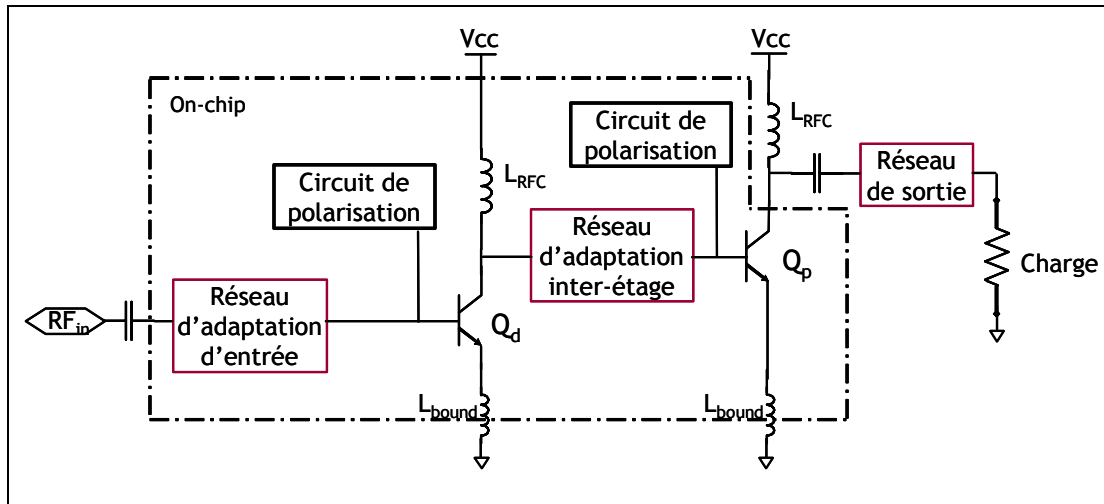 Vcc
Vcc
On-chip
L_RFC
Circuit de
polarisation
L_RFC
Circuit de
polarisation
Réseau
de sortie
Réseau
d'adaptation
inter-étage
Q_p
Charge
Réseau
d'adaptation
d'entrée
RF_in
Q_d
L_bound
L_bound